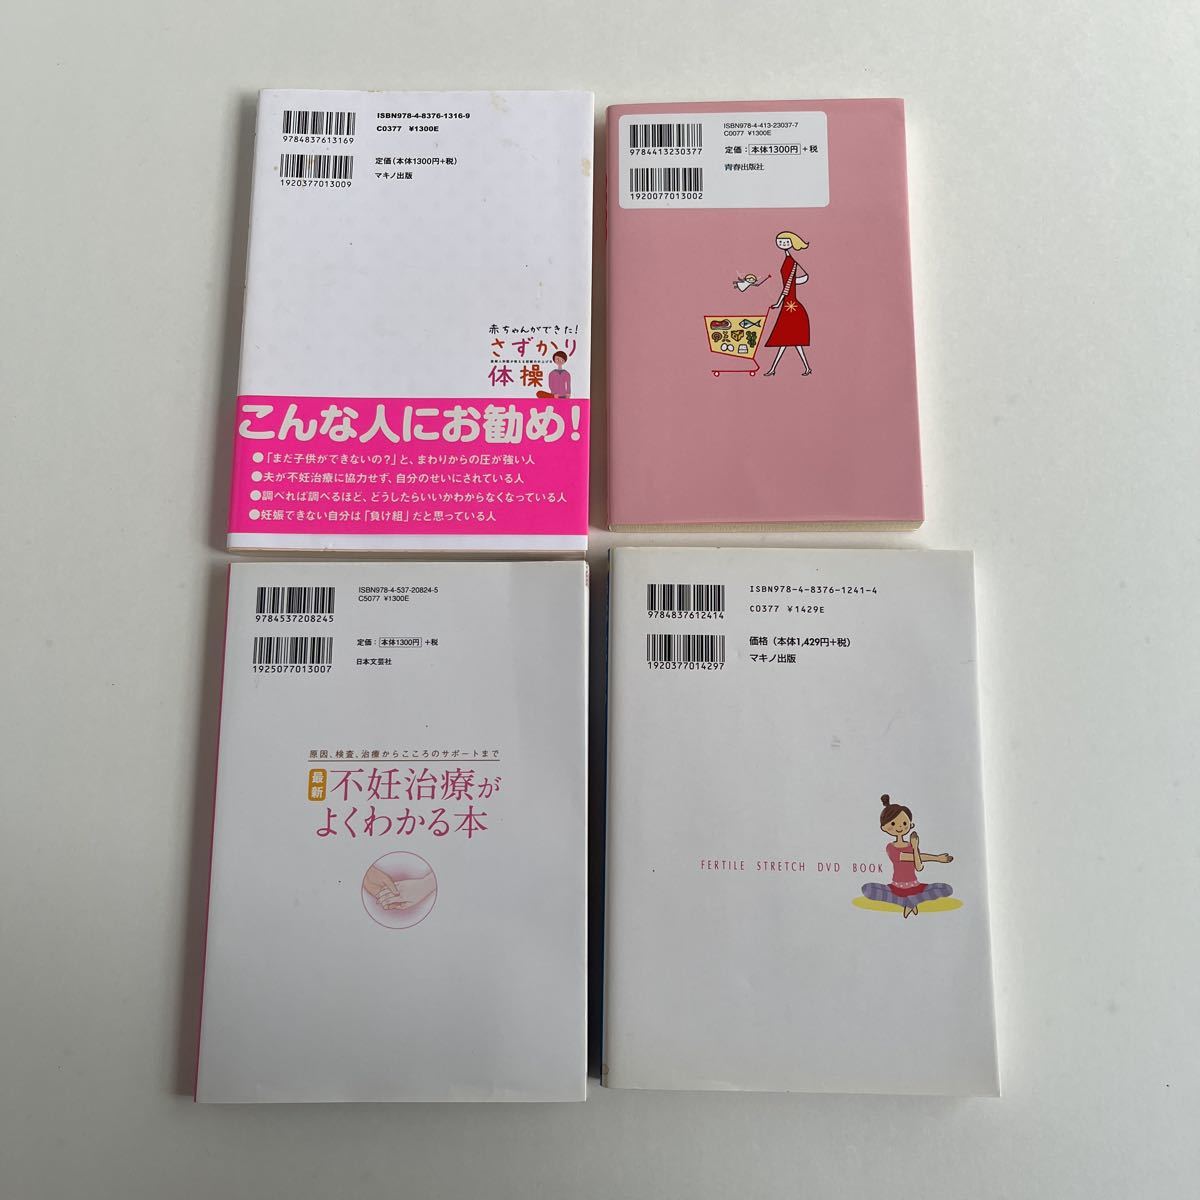 ISBN978-4-8376-1316-9
C0377 ¥1300E
9784837613169
定価(本体1300円+税)
マキノ出版
1920377013009
赤ちゃんができた!
さずかり
体操
こんな人にお勧め!
●「まだ子供ができないの?」と、まわりからの圧が強い人
●夫が不妊治療に協力せず、自分のせいにされている人
●調べれば調べるほど、どうしたらいいかわからなくなっている人
●妊娠できない自分は「負け組」だと思っている人
ISBN978-4-413-23037-7
C0077 ¥1300E
9784413230377
定価:本体1300円+税
青春出版社
1920077013002
ISBN978-4-537-20824-5
C5077 ¥1300E
9784537208245
定価:本体1300円+税
日本文芸社
1925077013007
原因、検査、治療からこころのサポートまで
最新 不妊治療が
よくわかる本
ISBN978-4-8376-1241-4
C0377 ¥1429E
9784837612414
価格(本体1,429円+税)
マキノ出版
1920377014297
FERTILE STRETCH DVD BOOK